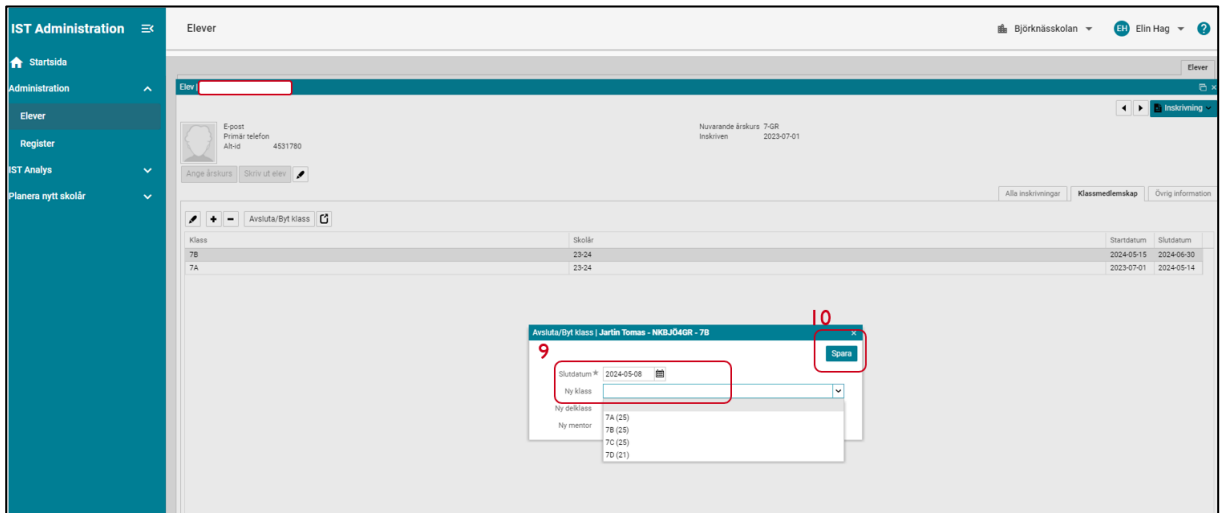 IST Administration
Elever
Björknässkolan
EH Elin Hag
?
Startsida
Administration
Elever
Register
IST Analys
Planera nytt skolår
Elever
Elev |
Inskrivning
E-post
Primär telefon
Alt-id 4531780
Nuvarande årskurs 7-GR
Inskriven 2023-07-01
Ange årskurs Skriv ut elev
Alla inskrivningar Klassmedlemskap Övrig information
Avsluta/Byt klass
Klass Skolår Startdatum Slutdatum
7B 23-24 2024-05-15 2024-06-30
7A 23-24 2023-07-01 2024-05-14
10
Avsluta/Byt klass | Jartin Tomas - NKBJÖ4GR - 7B
9
Spara
Slutdatum * 2024-05-08
Ny klass
Ny delklass
Ny mentor
7A (25)
7B (25)
7C (25)
7D (21)